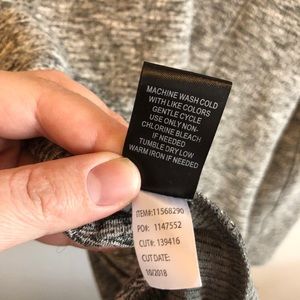 MACHINE WASH COLD
WITH LIKE COLORS
GENTLE CYCLE
USE ONLY NON-
CHLORINE BLEACH
IF NEEDED
TUMBLE DRY LOW
WARM IRON IF NEEDED
ITEM#:11568290
PO#: 1147552
CUT#: 139416
CUT DATE:
10/2018